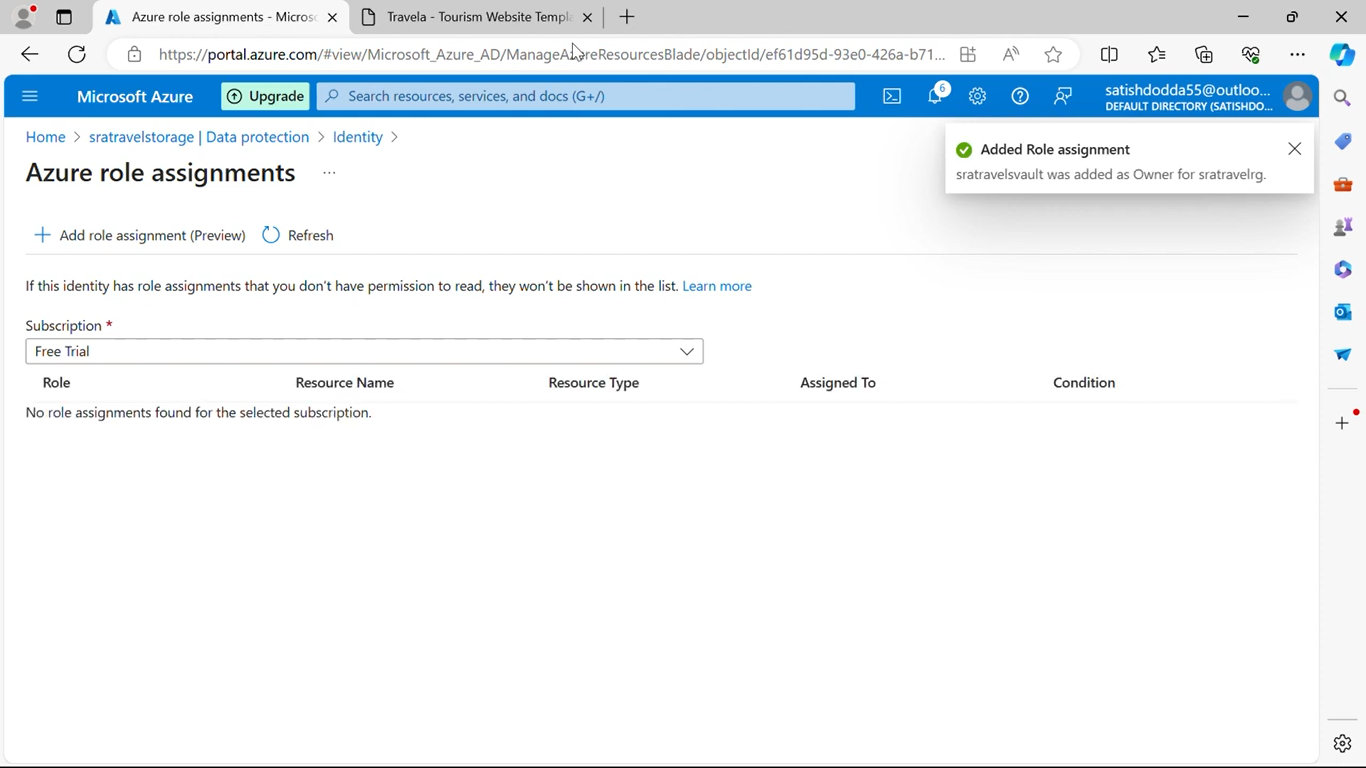 Azure role assignments - Micros
Travela - Tourism Website Templa
https://portal.azure.com/#view/Microsoft_Azure_AD/ManageAzureResourcesBlade/objectId/ef61d95d-93e0-426a-b71...
Microsoft Azure
Upgrade
Search resources, services, and docs (G+/)
6
satishdodda55@outloo...
DEFAULT DIRECTORY (SATISHDO...
Home > sratravelstorage | Data protection > Identity >
Azure role assignments ...
Added Role assignment
sratravelsvault was added as Owner for sratravelrg.
+ Add role assignment (Preview) Refresh
If this identity has role assignments that you don't have permission to read, they won't be shown in the list. Learn more
Subscription *
Free Trial
Role Resource Name Resource Type Assigned To Condition
No role assignments found for the selected subscription.